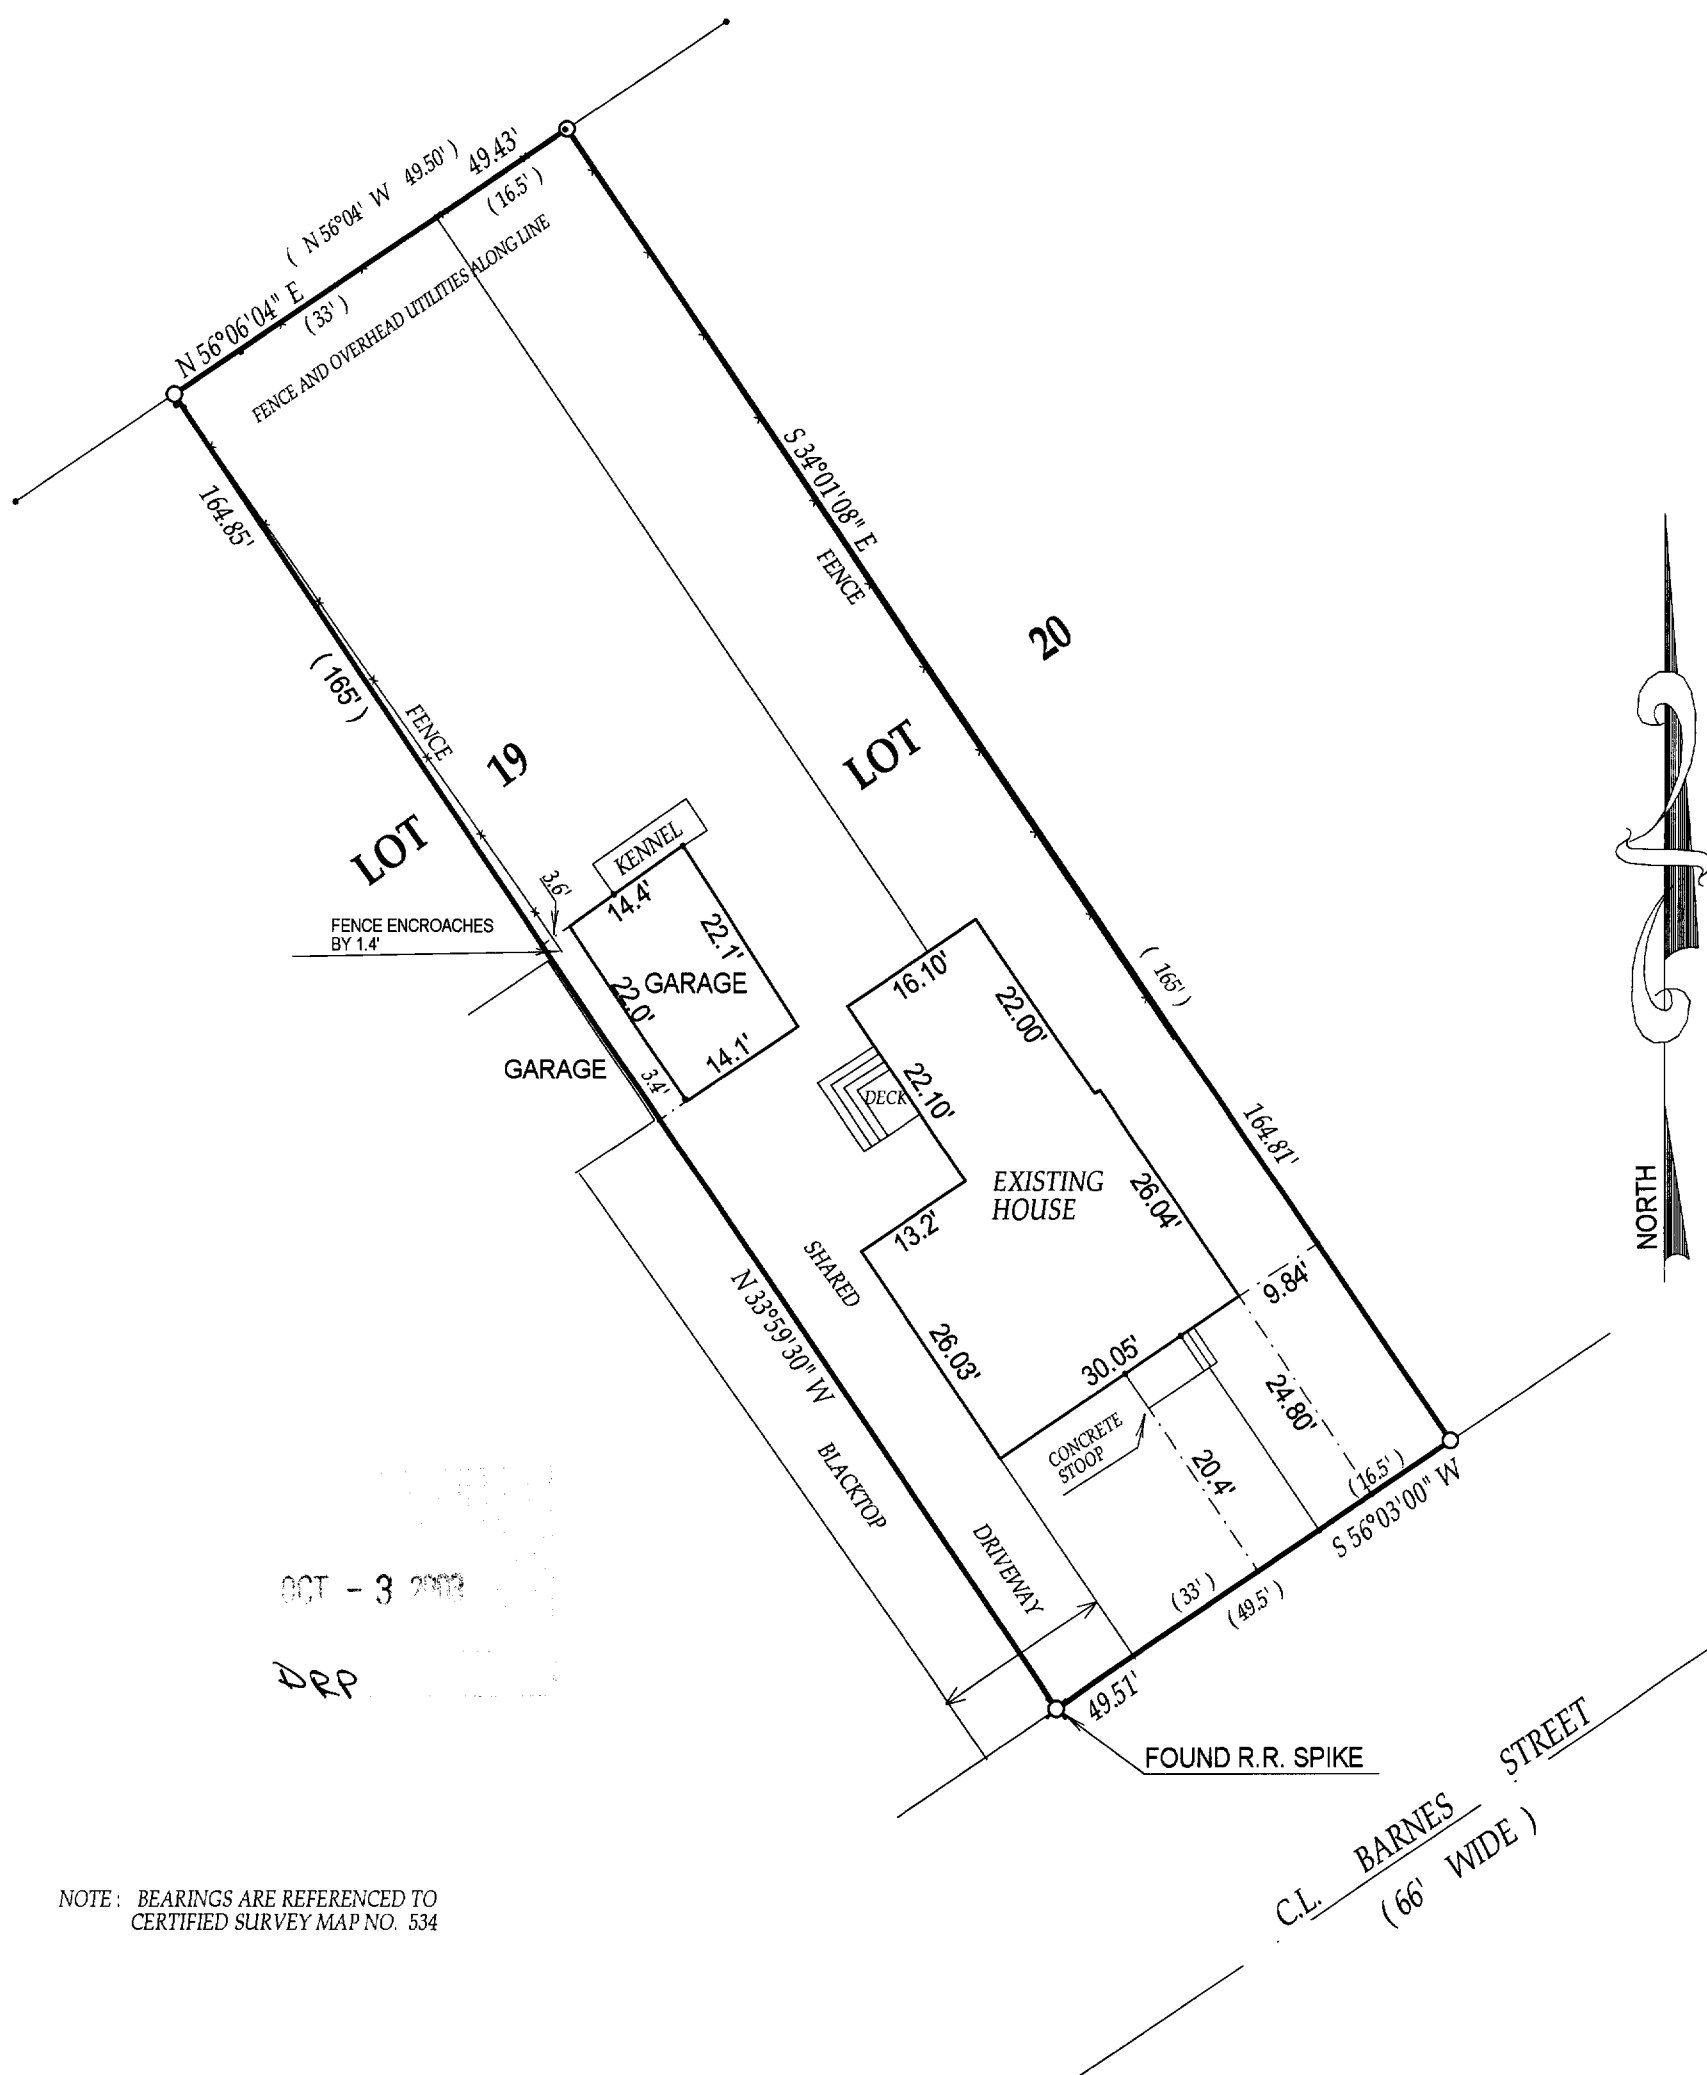 ( N 56°04' W 49.50' )
49.43'
N 56°06'04" E
(16.5')
(33')
FENCE AND OVERHEAD UTILITIES ALONG LINE
164.85'
S 34°01'08" E
FENCE
(165')
FENCE
20
LOT
19
LOT
KENNEL
3.6'
14.4'
FENCE ENCROACHES
BY 1.4'
22.1'
GARAGE
22.0'
14.1'
3.4'
GARAGE
16.10'
22.00'
( 165' )
DECK
22.10'
164.81'
EXISTING
HOUSE
26.04'
13.2'
NORTH
SHARED
N 33°59'30" W
9.84'
26.03'
30.05'
24.80'
CONCRETE
STOOP
20.4'
BLACKTOP
(16.5')
S 56°03'00" W
DRIVEWAY
(33')
(49.5')
OCT - 3 2003
DRP
49.51'
FOUND R.R. SPIKE
C.L. BARNES STREET
( 66' WIDE )
NOTE : BEARINGS ARE REFERENCED TO
CERTIFIED SURVEY MAP NO. 534